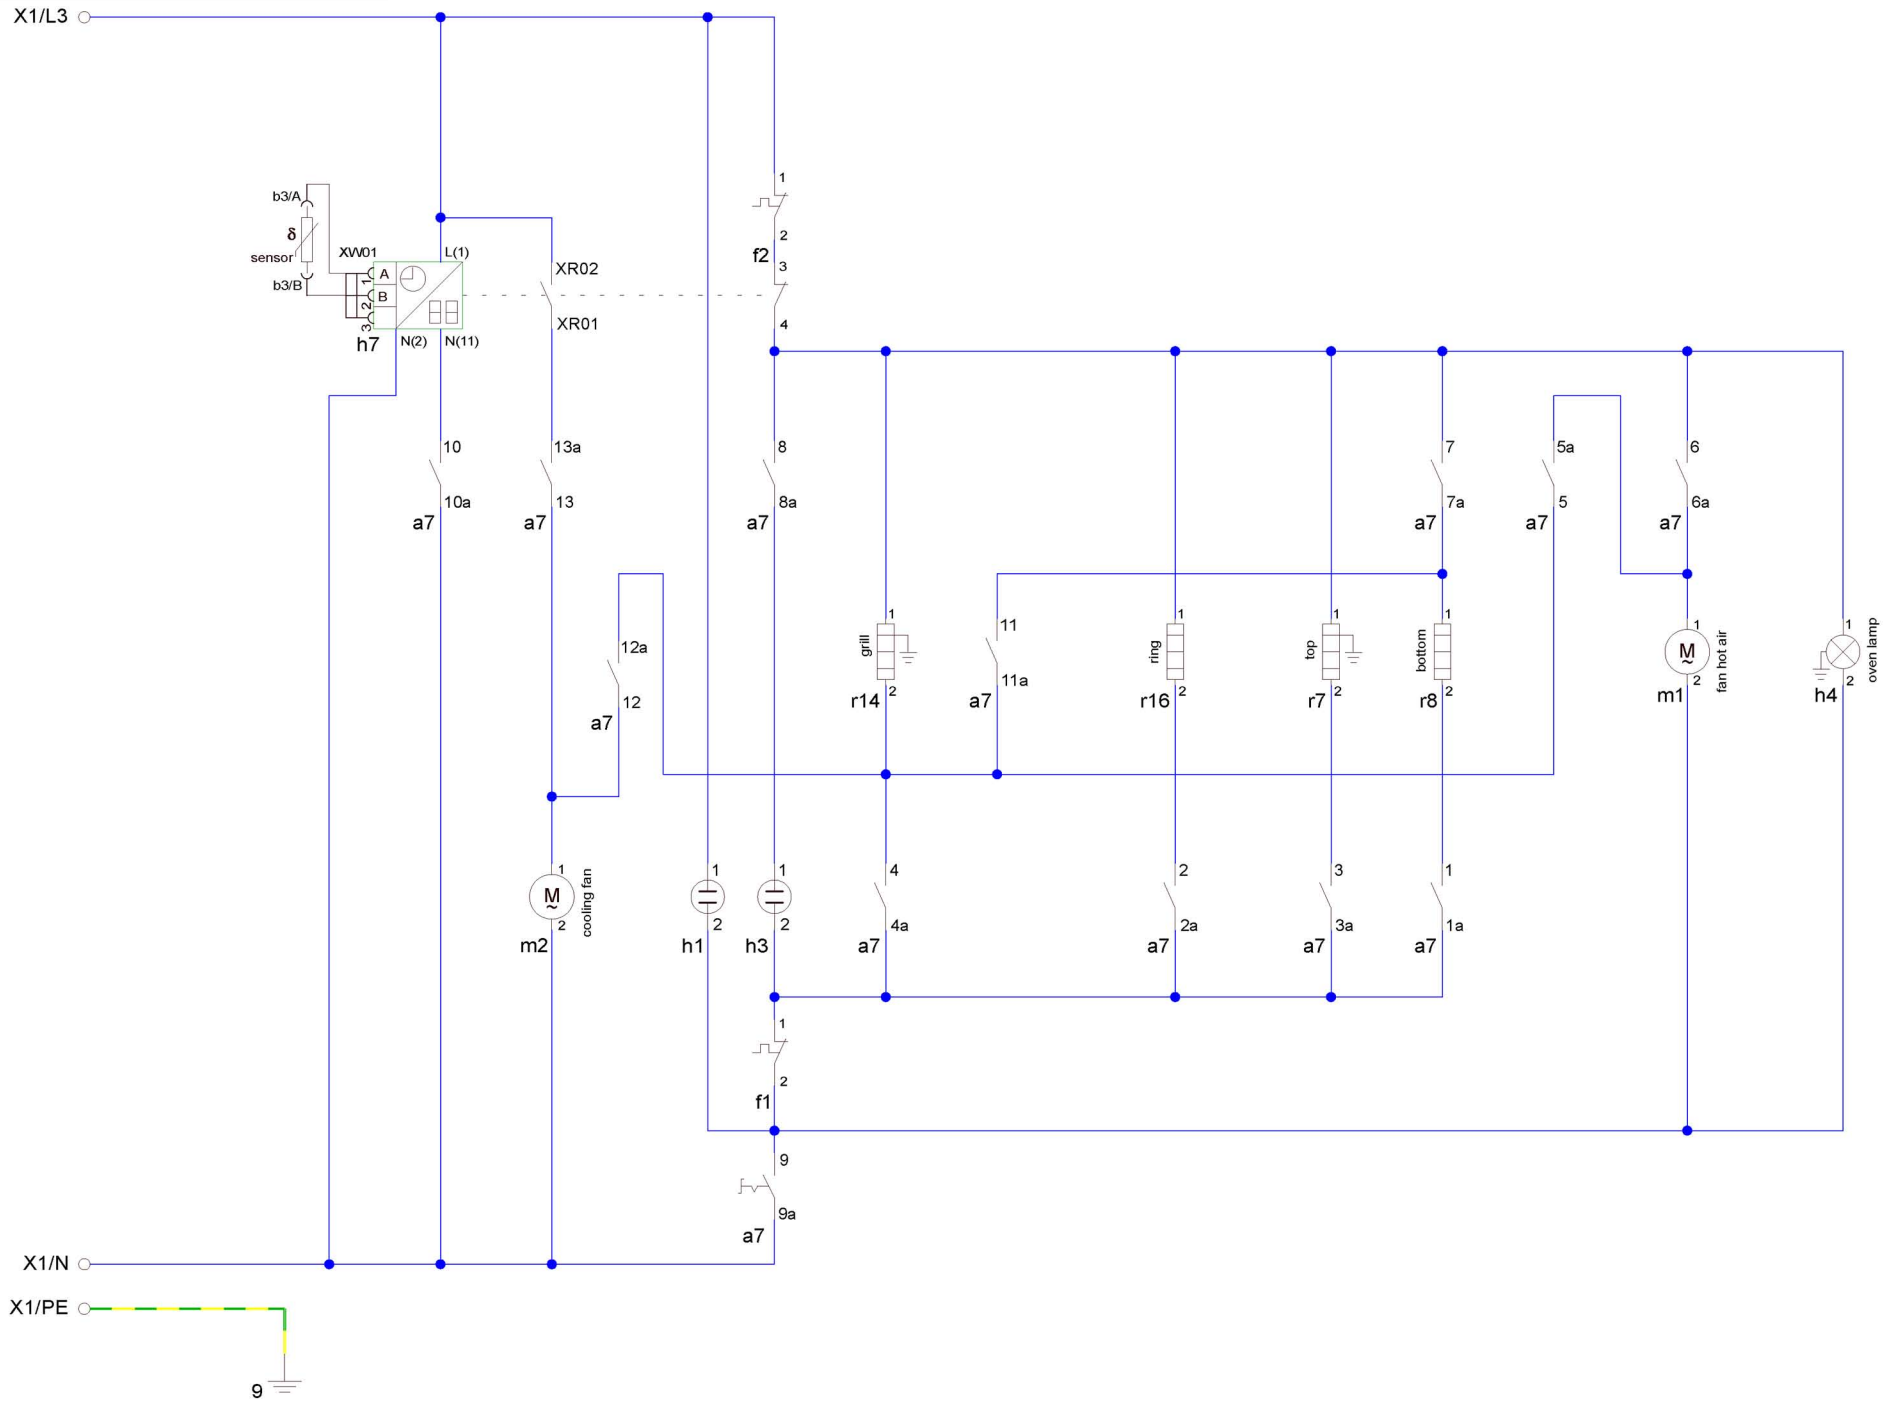 X1/L3
1
b3/A
2
δ
f2
sensor
XW01
L(1)
XR02
3
b3/B
A
B
1
2
3
XR01
4
h7
N(2)
N(11)
10
13a
8
7
5a
6
10a
13
8a
7a
5
6a
a7
a7
a7
a7
a7
a7
12a
12
a7
1
grill
2
r14
11
11a
a7
1
ring
2
r16
1
top
2
r7
1
bottom
2
r8
1
M
~
2
m1
fan hot air
1
2
h4
oven lamp
1
M
~
2
m2
cooling fan
1
2
h1
1
2
h3
4
4a
a7
2
2a
a7
3
3a
a7
1
1a
a7
1
2
f1
9
9a
a7
X1/N
X1/PE
9